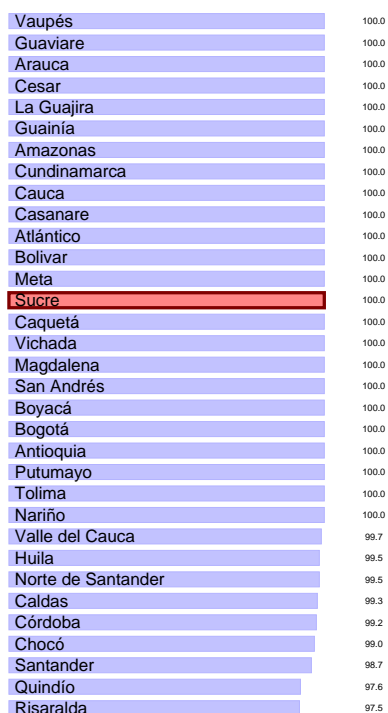 Vaupés 100.0
Guaviare 100.0
Arauca 100.0
Cesar 100.0
La Guajira 100.0
Guainía 100.0
Amazonas 100.0
Cundinamarca 100.0
Cauca 100.0
Casanare 100.0
Atlántico 100.0
Bolivar 100.0
Meta 100.0
Sucre 100.0
Caquetá 100.0
Vichada 100.0
Magdalena 100.0
San Andrés 100.0
Boyacá 100.0
Bogotá 100.0
Antioquia 100.0
Putumayo 100.0
Tolima 100.0
Nariño 100.0
Valle del Cauca 99.7
Huila 99.5
Norte de Santander 99.5
Caldas 99.3
Córdoba 99.2
Chocó 99.0
Santander 98.7
Quindío 97.6
Risaralda 97.5